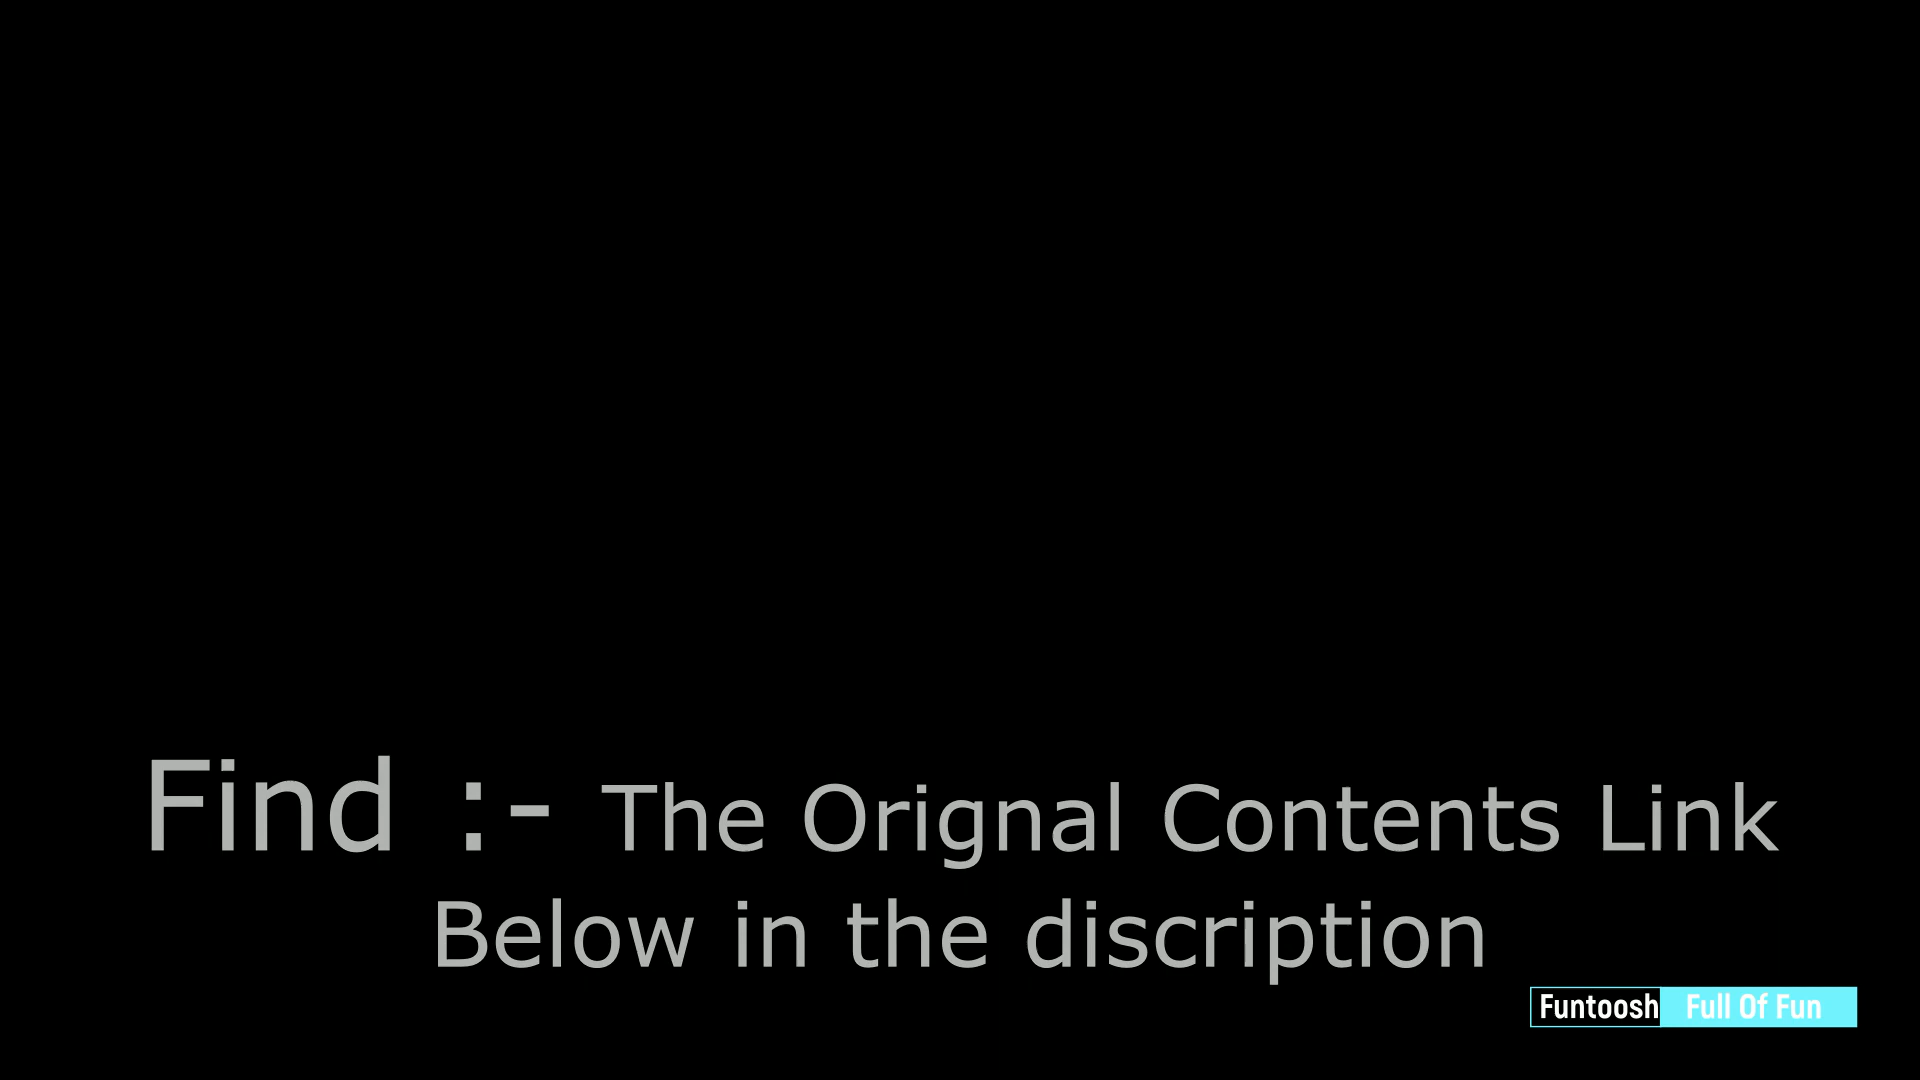 Find :- The Orignal Contents Link
Below in the discription
Funtoosh Full Of Fun